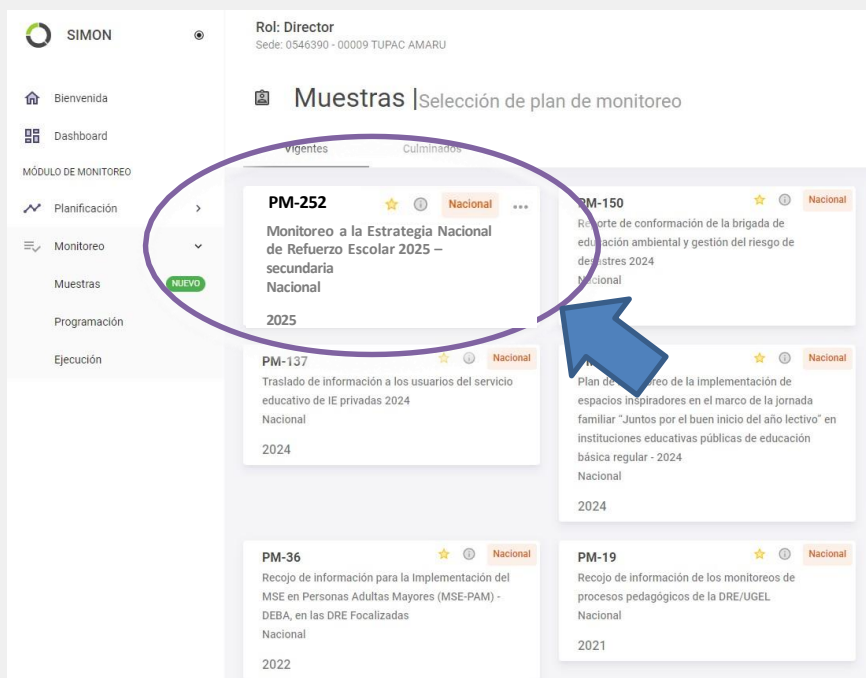 SIMON
Rol: Director
Sede: 0546390 - 00009 TUPAC AMARU
Bienvenida
Dashboard
MÓDULO DE MONITOREO
Planificación
Monitoreo
Muestras
NUEVO
Programación
Ejecución
Muestras |Selección de plan de monitoreo
Vigentes
Culminados
PM-252
Nacional
Monitoreo a la Estrategia Nacional
de Refuerzo Escolar 2025 –
secundaria
Nacional
2025
PM-150
Nacional
Reporte de conformación de la brigada de
educación ambiental y gestión del riesgo de
desastres 2024
Nacional
PM-137
Nacional
Traslado de información a los usuarios del servicio
educativo de IE privadas 2024
Nacional
2024
Nacional
Plan de
de la implementación de
espacios inspiradores en el marco de la jornada
familiar "Juntos por el buen inicio del año lectivo" en
instituciones educativas públicas de educación
básica regular - 2024
Nacional
2024
PM-36
Nacional
Recojo de información para la Implementación del
MSE en Personas Adultas Mayores (MSE-PAM) -
DEBA, en las DRE Focalizadas
Nacional
2022
PM-19
Nacional
Recojo de información de los monitoreos de
procesos pedagógicos de la DRE/UGEL
Nacional
2021